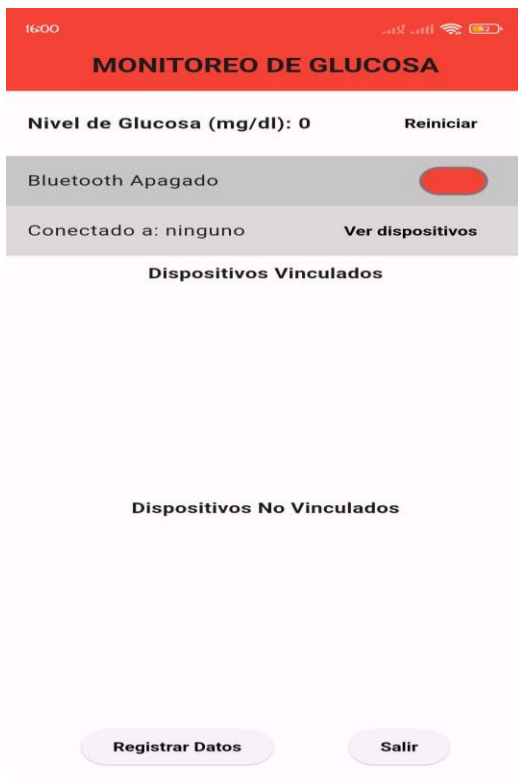 16:00
MONITOREO DE GLUCOSA
Nivel de Glucosa (mg/dl): 0 Reiniciar
Bluetooth Apagado
Conectado a: ninguno Ver dispositivos
Dispositivos Vinculados
Dispositivos No Vinculados
Registrar Datos Salir